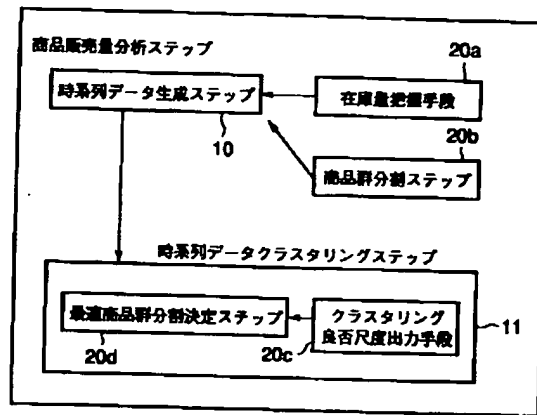 商品販売量分析ステップ
20a
時系列データ生成ステップ
在庫量把握手段
10
20b
商品群分割ステップ
時系列データクラスタリングステップ
最適商品群分割決定ステップ
クラスタリング
良否尺度出力手段
11
20d
20c